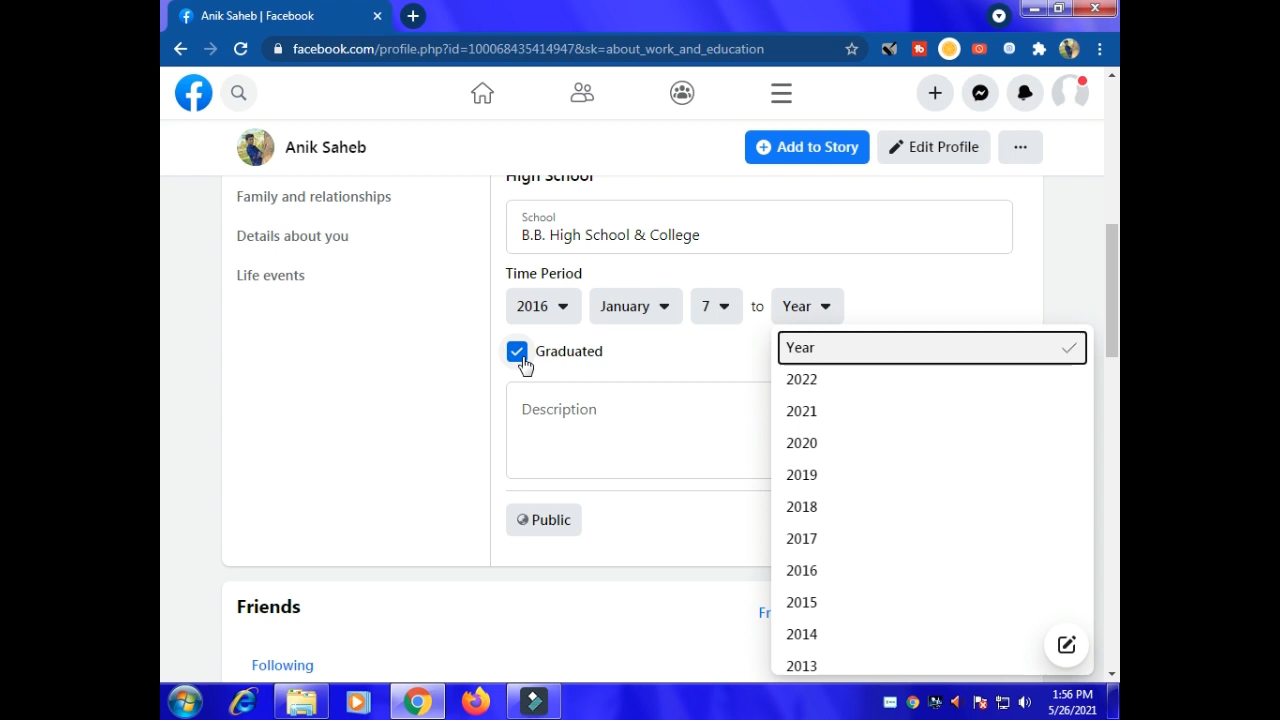 Anik Saheb | Facebook
facebook.com/profile.php?id=100068435414947&sk=about_work_and_education
Anik Saheb
Add to Story
Edit Profile
Family and relationships
Details about you
Life events
High School
School
B.B. High School & College
Time Period
2016 January 7 to Year
Graduated
Description
Public
Year
2022
2021
2020
2019
2018
2017
2016
2015
2014
2013
Friends
Fr
Following
1:56 PM
5/26/2021